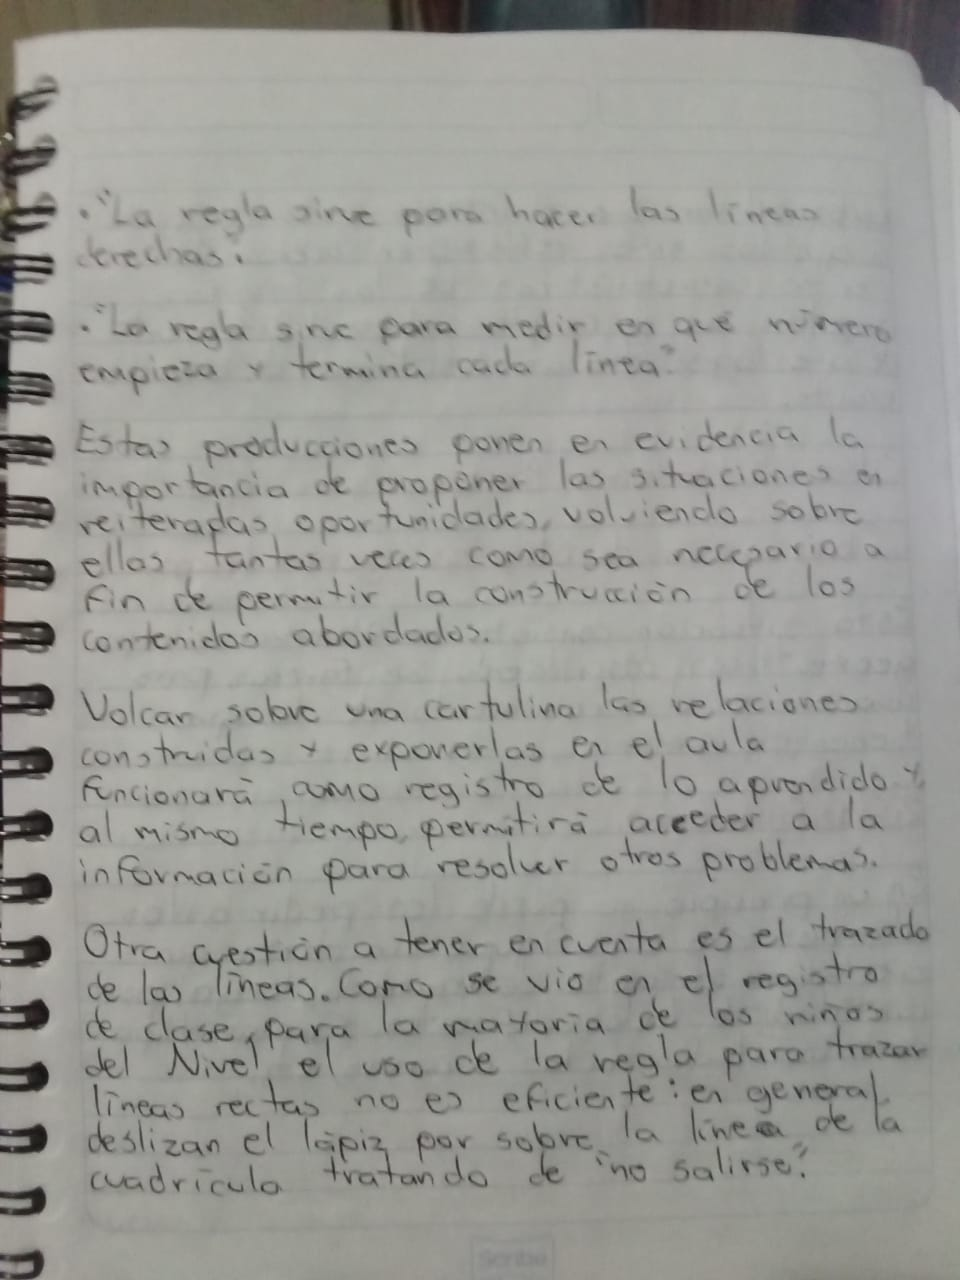 • "La regla sirve para hacer las líneas
derechas".
• "La regla sirve para medir en qué número
empieza y termina cada línea"
Estas producciones ponen en evidencia la
importancia de proponer las situaciones en
reiteradas oportunidades, volviendo sobre
ellas tantas veces como sea necesario a
fin de permitir la construcción de los
contenidos abordados.
Volcar sobre una cartulina las relaciones
construidas y exponerlas en el aula
funcionará como registro de lo aprendido y
al mismo tiempo, permitirá acceder a la
información para resolver otros problemas.
Otra cuestión a tener en cuenta es el trazado
de las líneas. Como se vio en el registro
de clase, para la mayoría de los niños
del Nivel el uso de la regla para trazar
líneas rectas no es eficiente: en general
deslizan el lápiz por sobre la línea de la
cuadrícula tratando de "no salirse".
Scribe